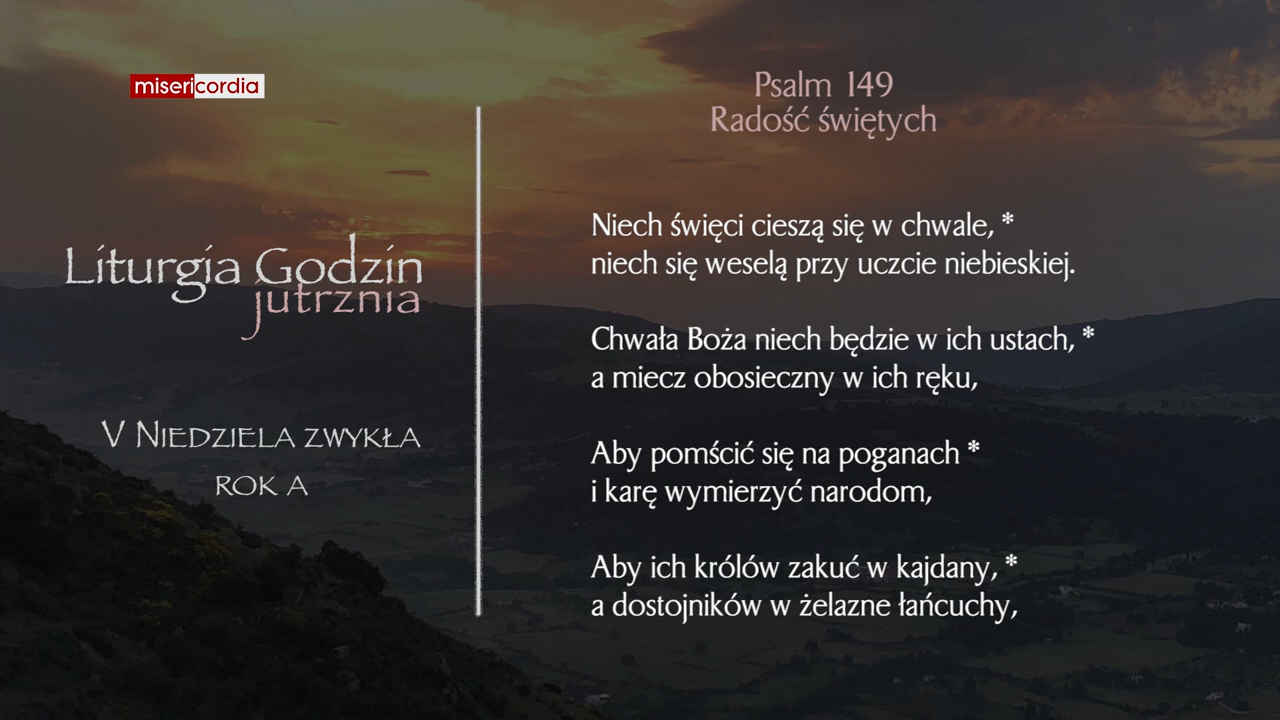 misericordia
Liturgia Godzin
jutrznia
V Niedziela zwykła
rok A
Psalm 149
Radość świętych
Niech święci cieszą się w chwale, *
niech się weselą przy uczcie niebieskiej.
Chwała Boża niech będzie w ich ustach, *
a miecz obosieczny w ich ręku,
Aby pomścić się na poganach *
i karę wymierzyć narodom,
Aby ich królów zakuć w kajdany, *
a dostojników w żelazne łańcuchy,